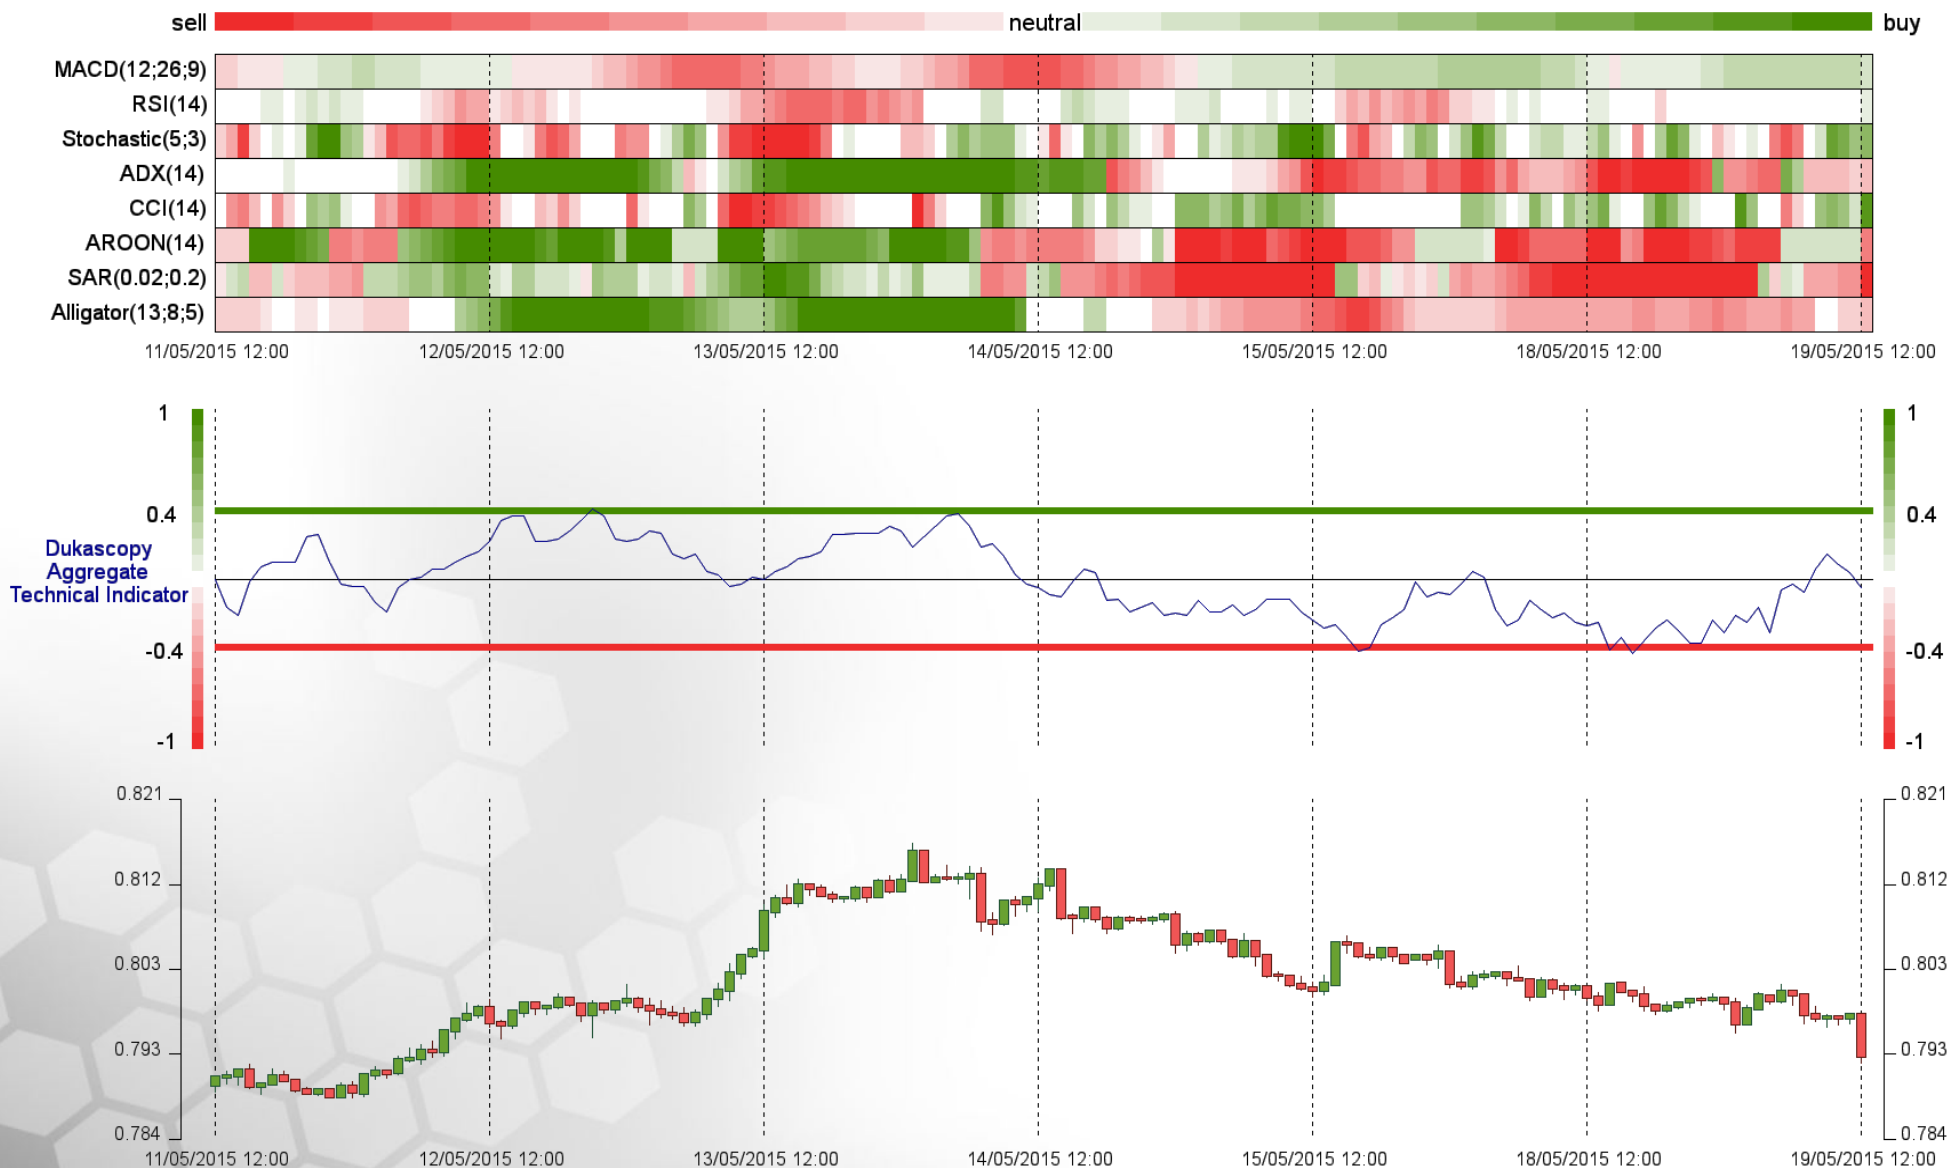 sell neutral buy
MACD(12;26;9)
RSI(14)
Stochastic(5;3)
ADX(14)
CCI(14)
AROON(14)
SAR(0.02;0.2)
Alligator(13;8;5)
11/05/2015 12:00 12/05/2015 12:00 13/05/2015 12:00 14/05/2015 12:00 15/05/2015 12:00 18/05/2015 12:00 19/05/2015 12:00
1 1
0.4 0.4
Dukascopy
Aggregate
Technical Indicator
-0.4 -0.4
-1 -1
0.821 0.821
0.812 0.812
0.803 0.803
0.793 0.793
0.784 0.784
11/05/2015 12:00 12/05/2015 12:00 13/05/2015 12:00 14/05/2015 12:00 15/05/2015 12:00 18/05/2015 12:00 19/05/2015 12:00